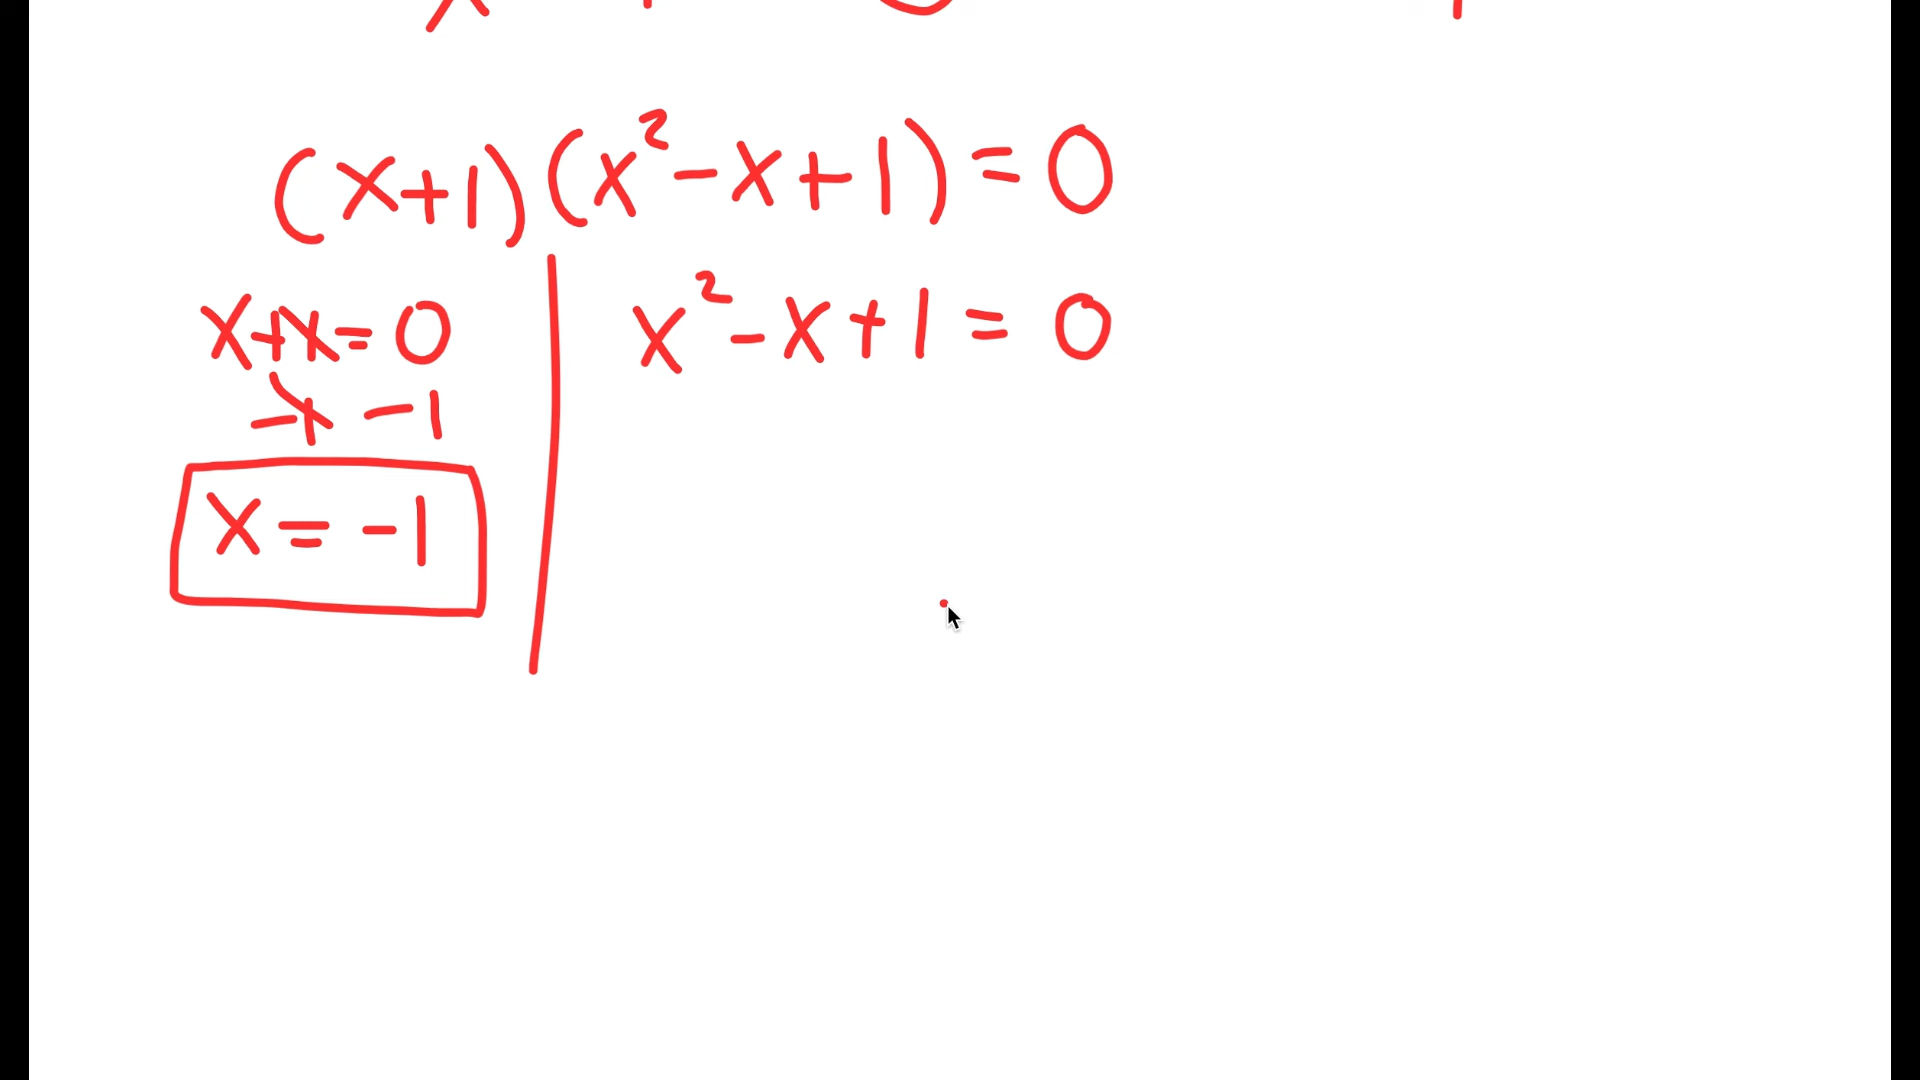 (x+1)(x²-x+1)=0
x+1=0
-1 -1
x=-1
x²-x+1=0